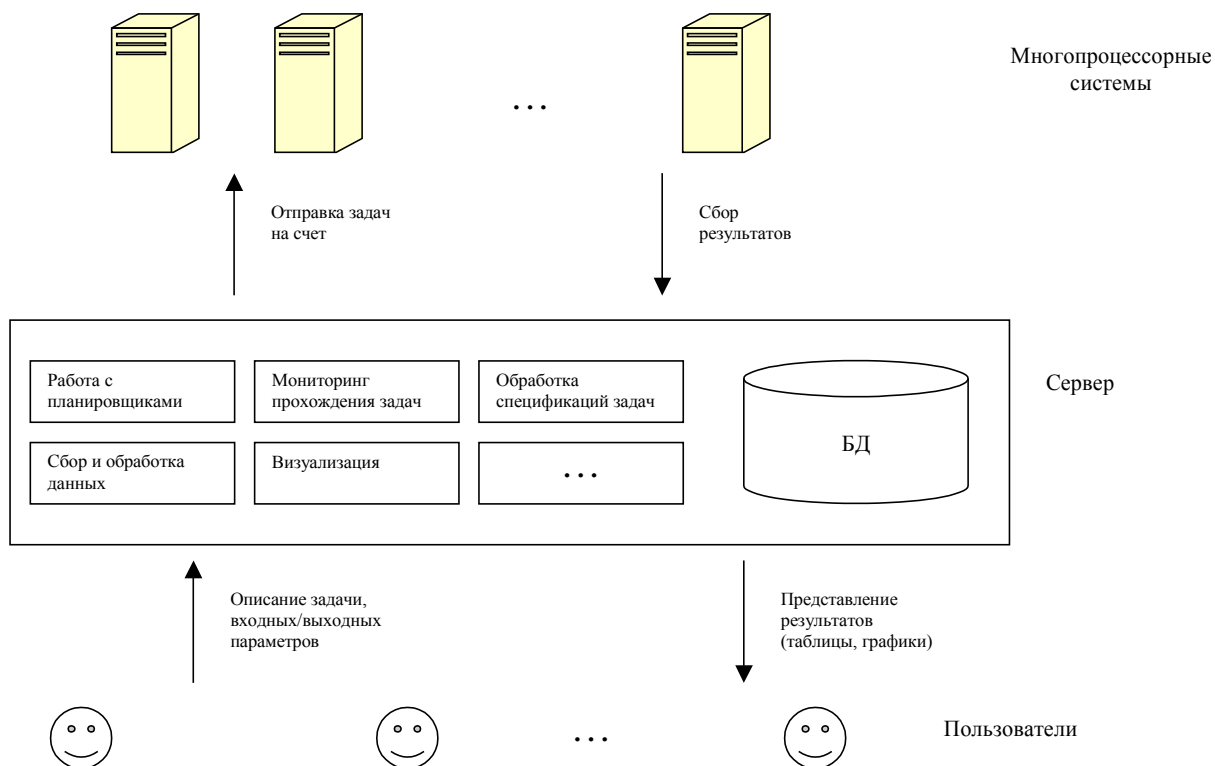 Многопроцессорные
системы
. . .
Отправка задач
на счет
Сбор
результатов
Работа с
планировщиками
Мониторинг
прохождения задач
Обработка
спецификаций задач
Сбор и обработка
данных
Визуализация
. . .
БД
Сервер
Описание задачи,
входных/выходных
параметров
Представление
результатов
(таблицы, графики)
. . .
Пользователи